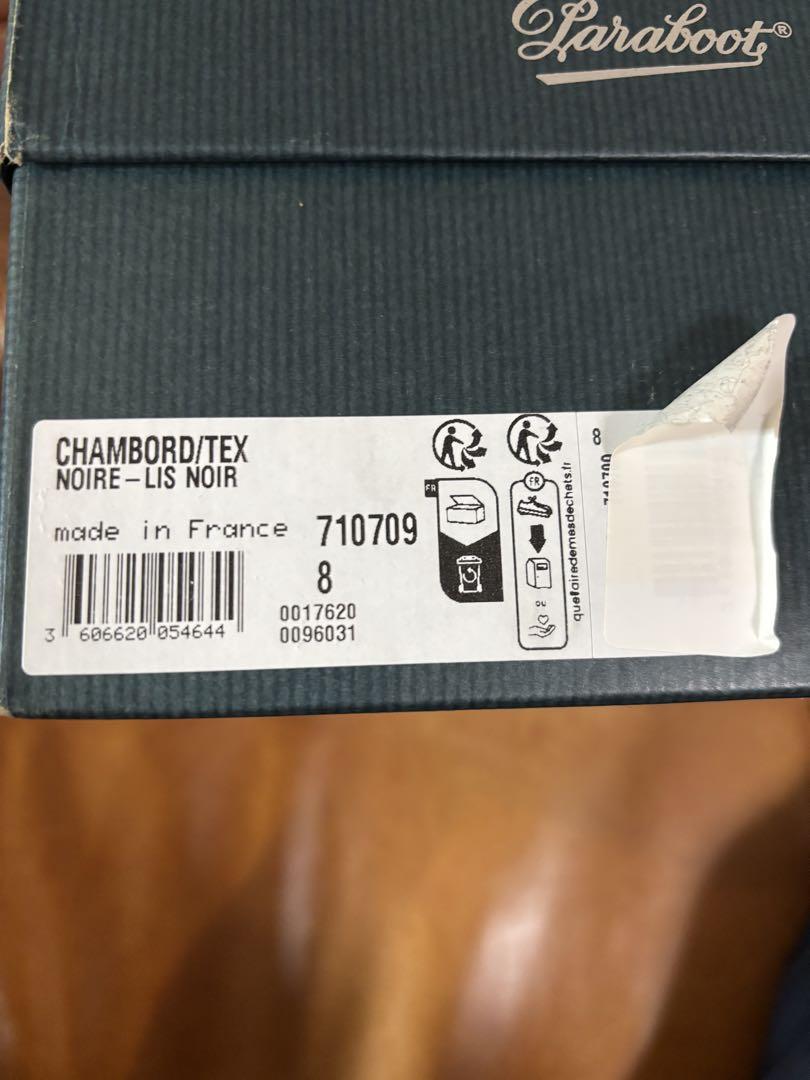 Paraboot®
CHAMBORD/TEX
NOIRE – LIS NOIR
made in France
710709
8
0017620
0096031
3 606620 054644
FR
FR
quefairedemesdechets.fr
8